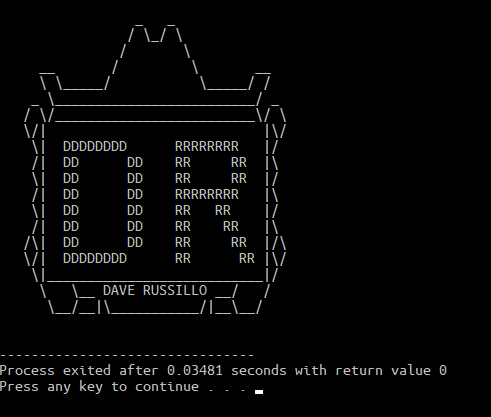 DDDDDDDD RRRRRRRR
DD DD RR RR
DD DD RR RR
DD DD RRRRRRRR
DD DD RR RR
DD DD RR RR
DD DD RR RR
DDDDDDDD RR RR
DAVE RUSSILLO
--------------------------------
Process exited after 0.03481 seconds with return value 0
Press any key to continue . . .